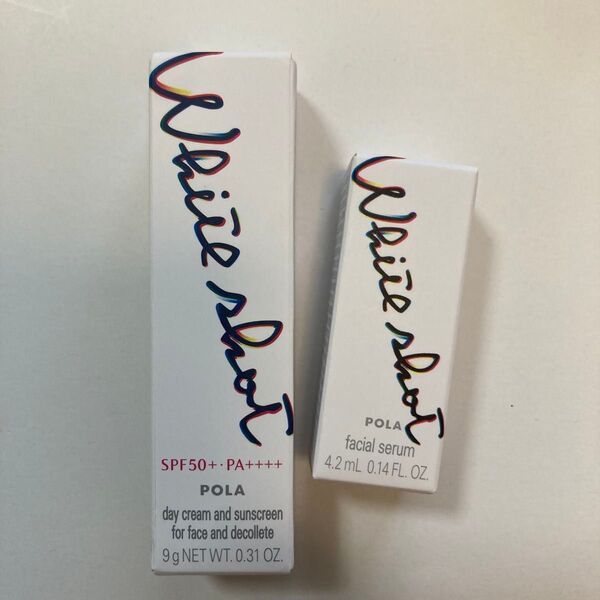 White shot
SPF50+·PA++++
POLA
day cream and sunscreen
for face and decollete
9g NET WT. 0.31 OZ.
White shot
POLA
facial serum
4.2 mL 0.14 FL. OZ.